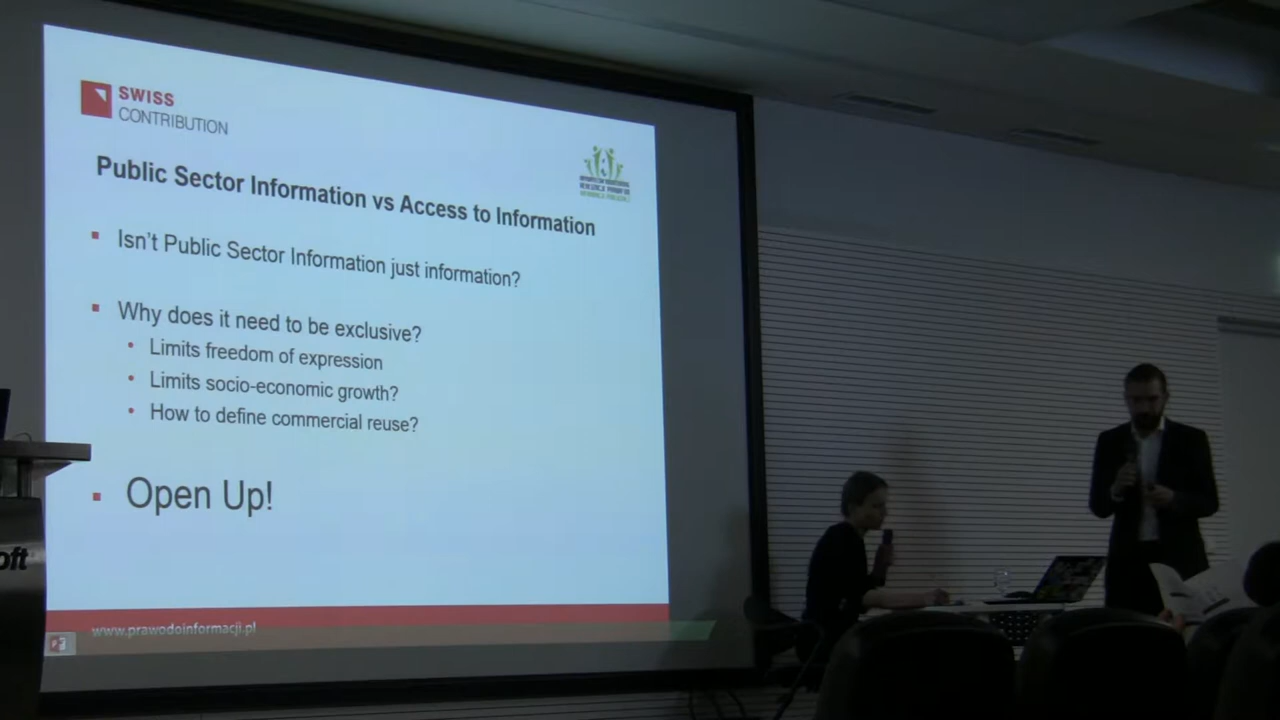 SWISS
CONTRIBUTION
Public Sector Information vs Access to Information
Isn't Public Sector Information just information?
Why does it need to be exclusive?
Limits freedom of expression
Limits socio-economic growth?
How to define commercial reuse?
Open Up!
www.prawodoinformacji.pl
oft